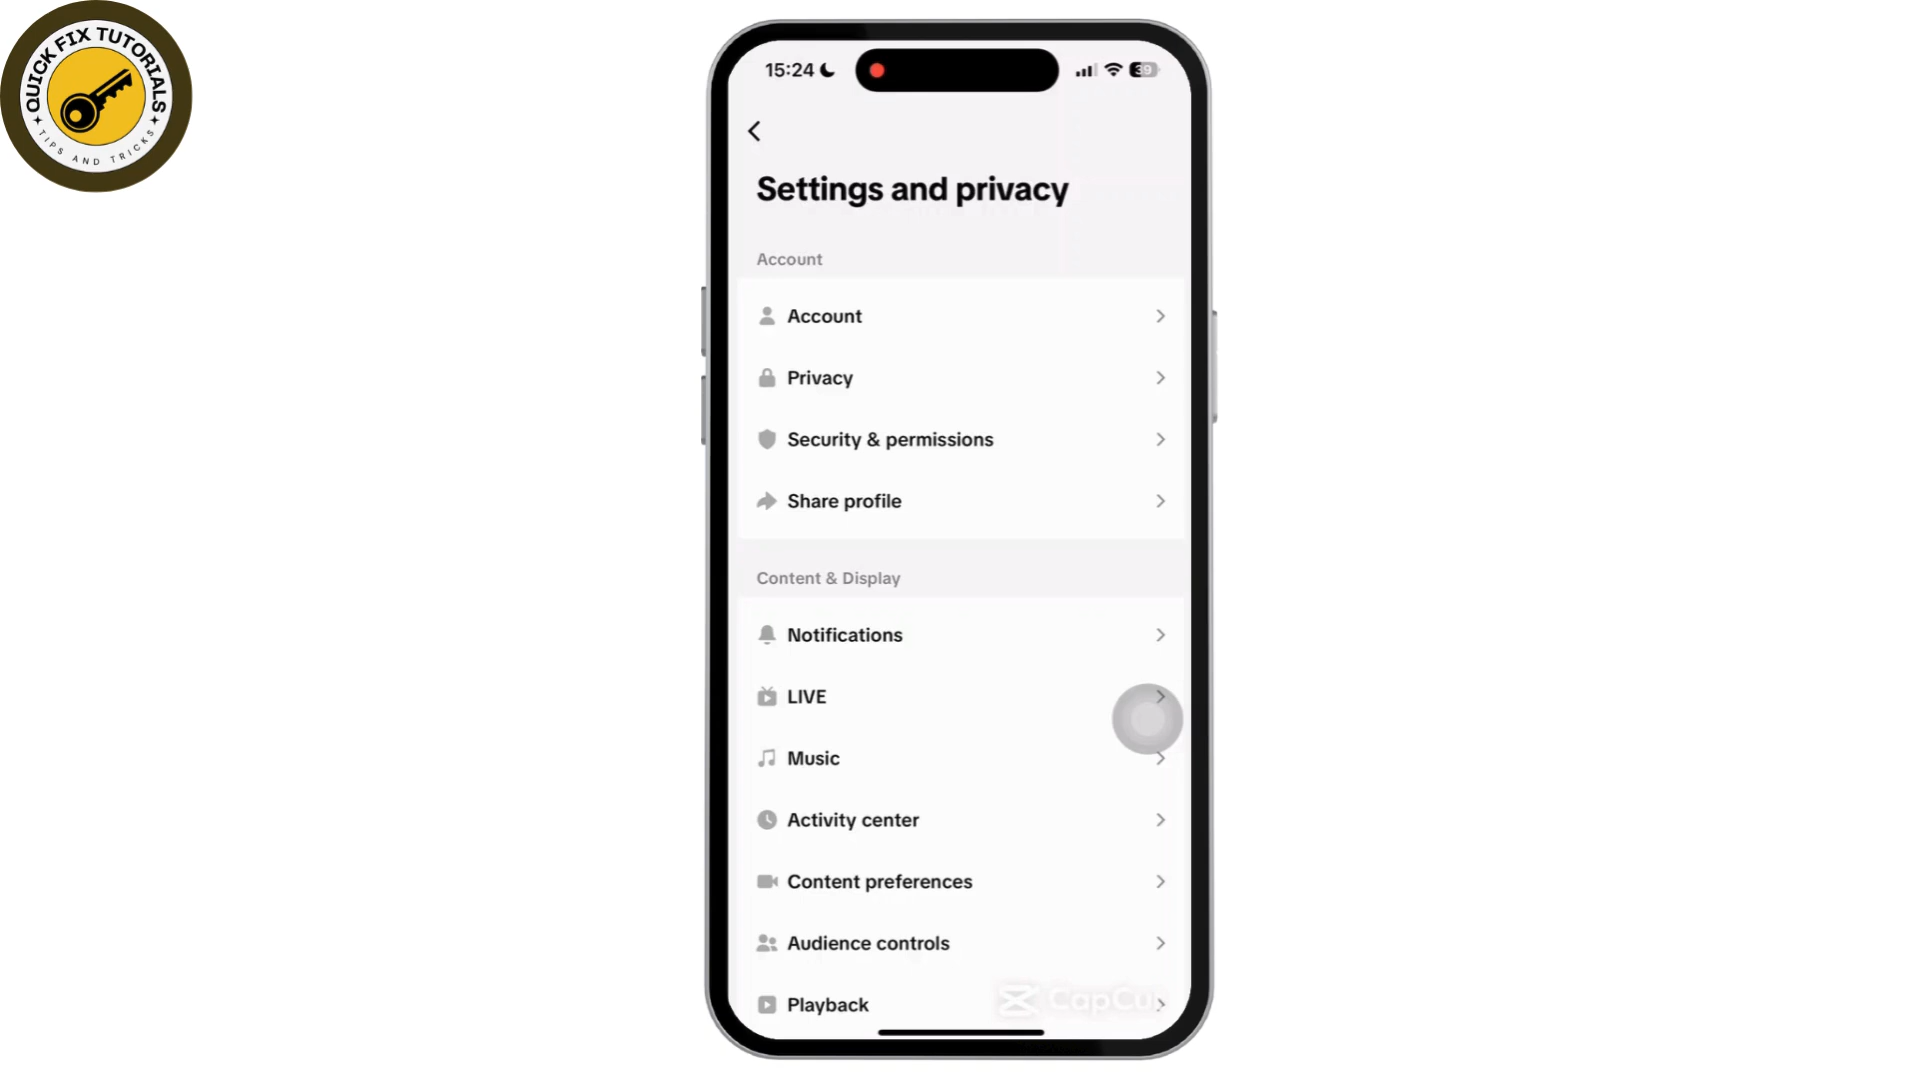 QUICK FIX TUTORIALS
TIPS AND TRICKS
15:24
39
Settings and privacy
Account
Account
Privacy
Security & permissions
Share profile
Content & Display
Notifications
LIVE
Music
Activity center
Content preferences
Audience controls
Playback
CapCut